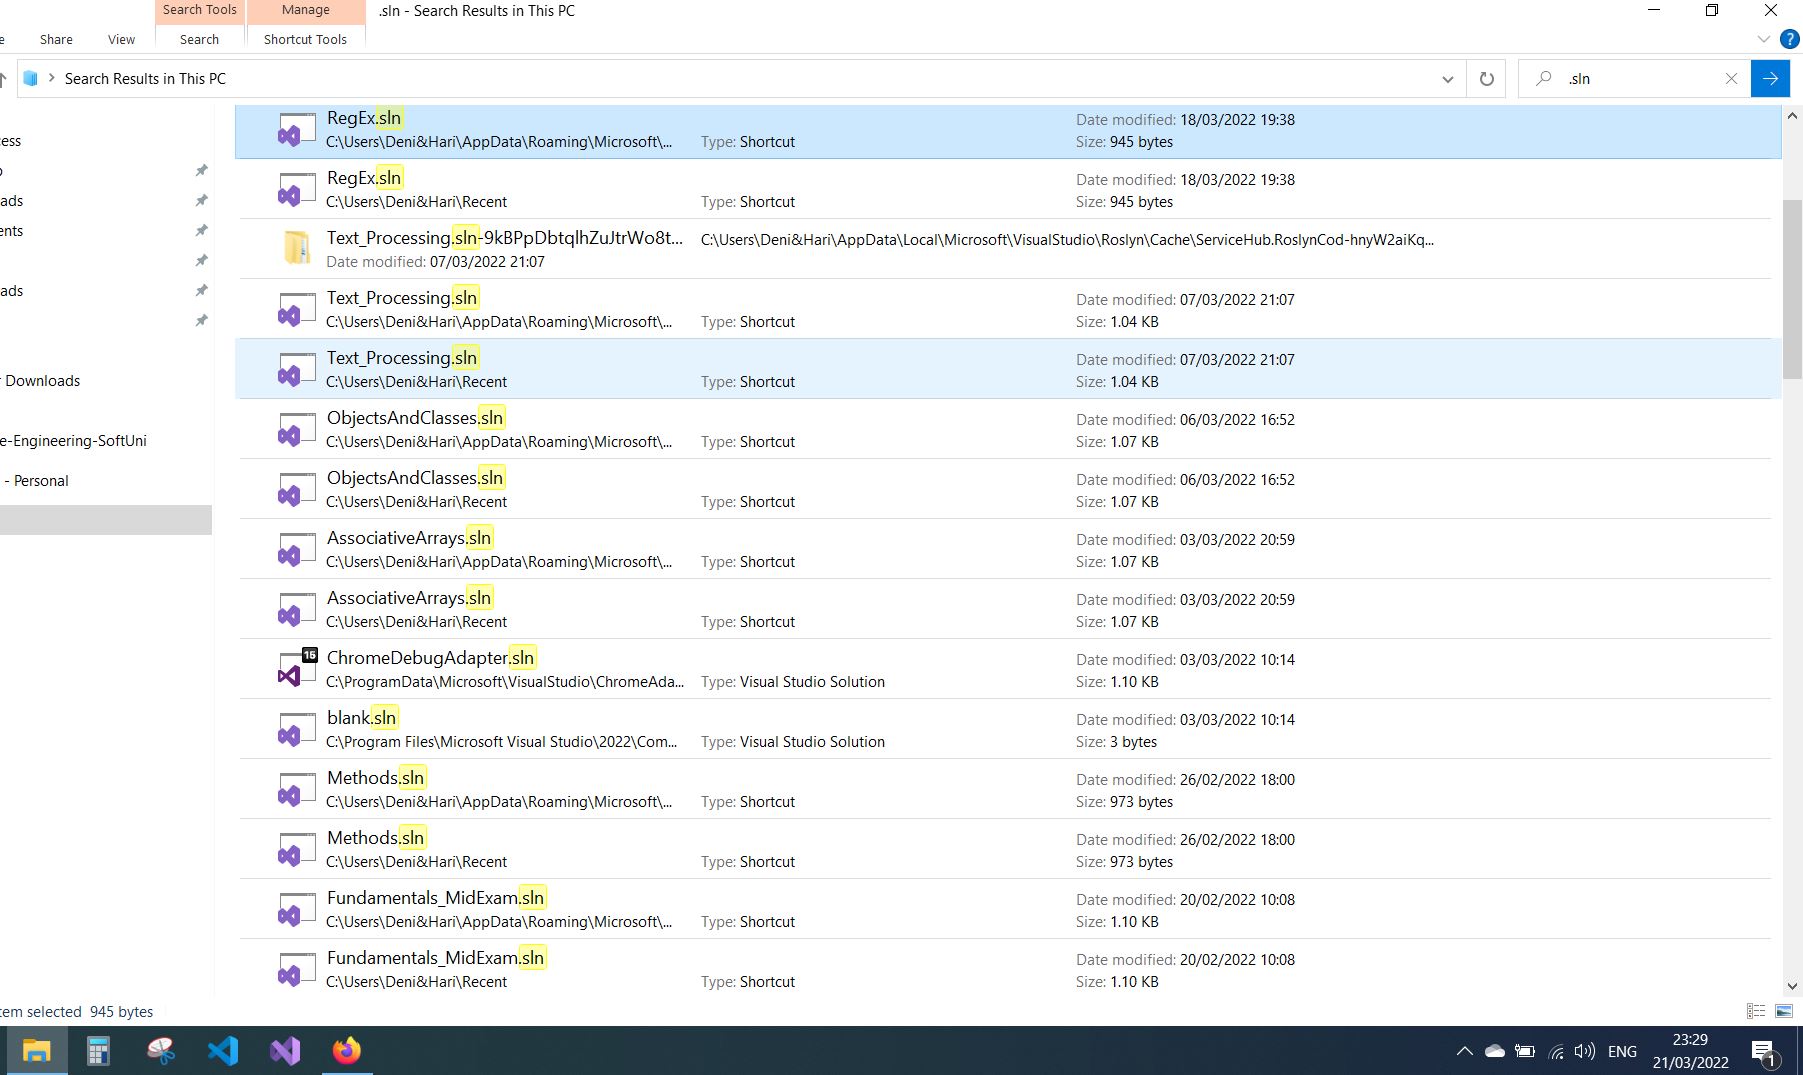 Search Tools
Manage
.sln - Search Results in This PC
e Share View Search Shortcut Tools
?
Search Results in This PC
.sln
RegEx.sln
C:\Users\Deni&Hari\AppData\Roaming\Microsoft\...
Type: Shortcut
Date modified: 18/03/2022 19:38
Size: 945 bytes
RegEx.sln
C:\Users\Deni&Hari\Recent
Type: Shortcut
Date modified: 18/03/2022 19:38
Size: 945 bytes
Text_Processing.sln-9kBPpDbtqlhZuJtrWo8t...
Date modified: 07/03/2022 21:07
C:\Users\Deni&Hari\AppData\Local\Microsoft\VisualStudio\Roslyn\Cache\ServiceHub.RoslynCod-hnyW2aiKq...
Text_Processing.sln
C:\Users\Deni&Hari\AppData\Roaming\Microsoft\...
Type: Shortcut
Date modified: 07/03/2022 21:07
Size: 1.04 KB
Text_Processing.sln
C:\Users\Deni&Hari\Recent
Type: Shortcut
Date modified: 07/03/2022 21:07
Size: 1.04 KB
ObjectsAndClasses.sln
C:\Users\Deni&Hari\AppData\Roaming\Microsoft\...
Type: Shortcut
Date modified: 06/03/2022 16:52
Size: 1.07 KB
ObjectsAndClasses.sln
C:\Users\Deni&Hari\Recent
Type: Shortcut
Date modified: 06/03/2022 16:52
Size: 1.07 KB
AssociativeArrays.sln
C:\Users\Deni&Hari\AppData\Roaming\Microsoft\...
Type: Shortcut
Date modified: 03/03/2022 20:59
Size: 1.07 KB
AssociativeArrays.sln
C:\Users\Deni&Hari\Recent
Type: Shortcut
Date modified: 03/03/2022 20:59
Size: 1.07 KB
15
ChromeDebugAdapter.sln
C:\ProgramData\Microsoft\VisualStudio\ChromeAda...
Type: Visual Studio Solution
Date modified: 03/03/2022 10:14
Size: 1.10 KB
blank.sln
C:\Program Files\Microsoft Visual Studio\2022\Com...
Type: Visual Studio Solution
Date modified: 03/03/2022 10:14
Size: 3 bytes
Methods.sln
C:\Users\Deni&Hari\AppData\Roaming\Microsoft\...
Type: Shortcut
Date modified: 26/02/2022 18:00
Size: 973 bytes
Methods.sln
C:\Users\Deni&Hari\Recent
Type: Shortcut
Date modified: 26/02/2022 18:00
Size: 973 bytes
Fundamentals_MidExam.sln
C:\Users\Deni&Hari\AppData\Roaming\Microsoft\...
Type: Shortcut
Date modified: 20/02/2022 10:08
Size: 1.10 KB
Fundamentals_MidExam.sln
C:\Users\Deni&Hari\Recent
Type: Shortcut
Date modified: 20/02/2022 10:08
Size: 1.10 KB
ess
ads
ents
ads
Downloads
e-Engineering-SoftUni
- Personal
tem selected 945 bytes
ENG
23:29
21/03/2022
1